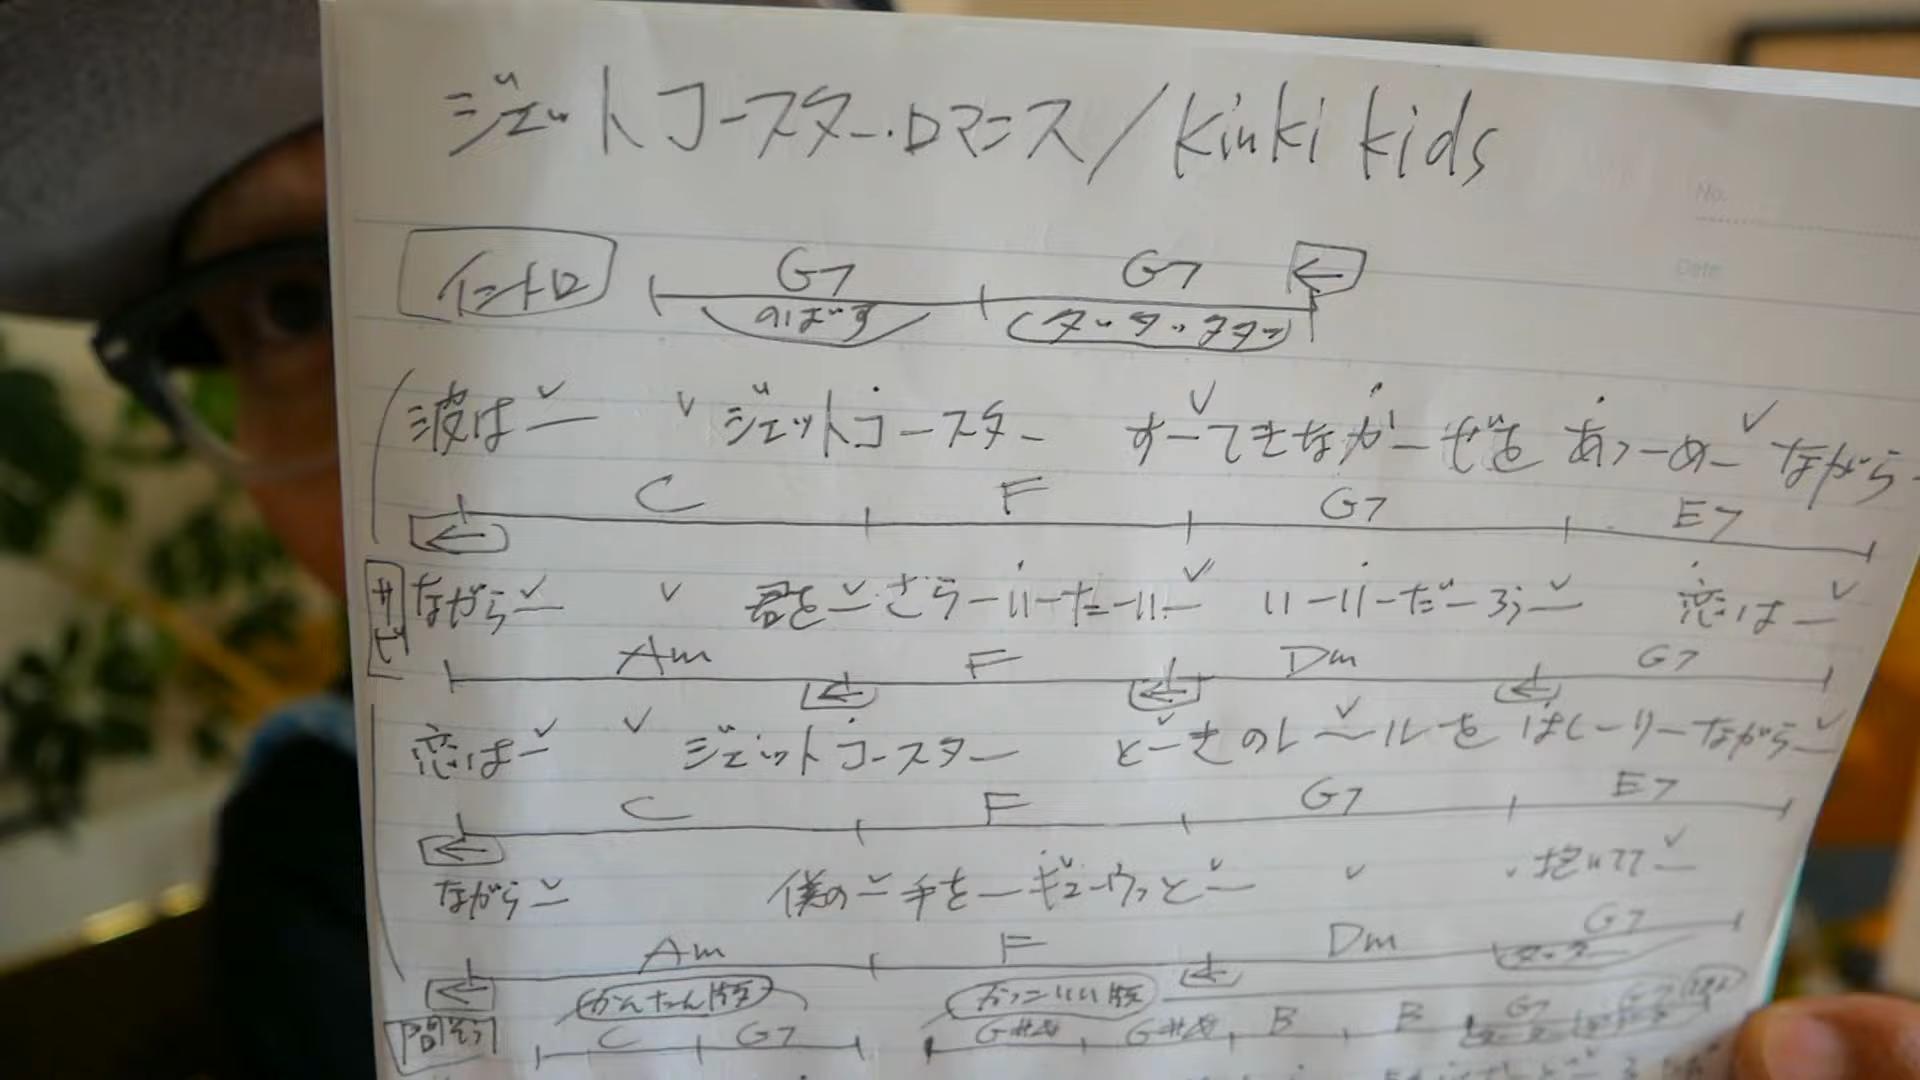 ジェットコースター・ロマンス/Kinki Kids
イントロ G7 G7 ←
のばす (タッタッタタッ)
波は― ジェットコースター すーてきなかーぜを あつーめーながら
C F G7 E7
←
サビ
ながら― 君を―さらーいーたーい― いーいーだーろう― 恋は―
Am F Dm G7
← ← ←
恋は― ジェットコースター とーきのレールを はしーりーながら―
C F G7 E7
←
ながら― 僕の―手を―ギューウッと― 抱いてて―
Am F Dm G7
← ←
かんたん版 かっこいい版
間そう C G7 B B G7